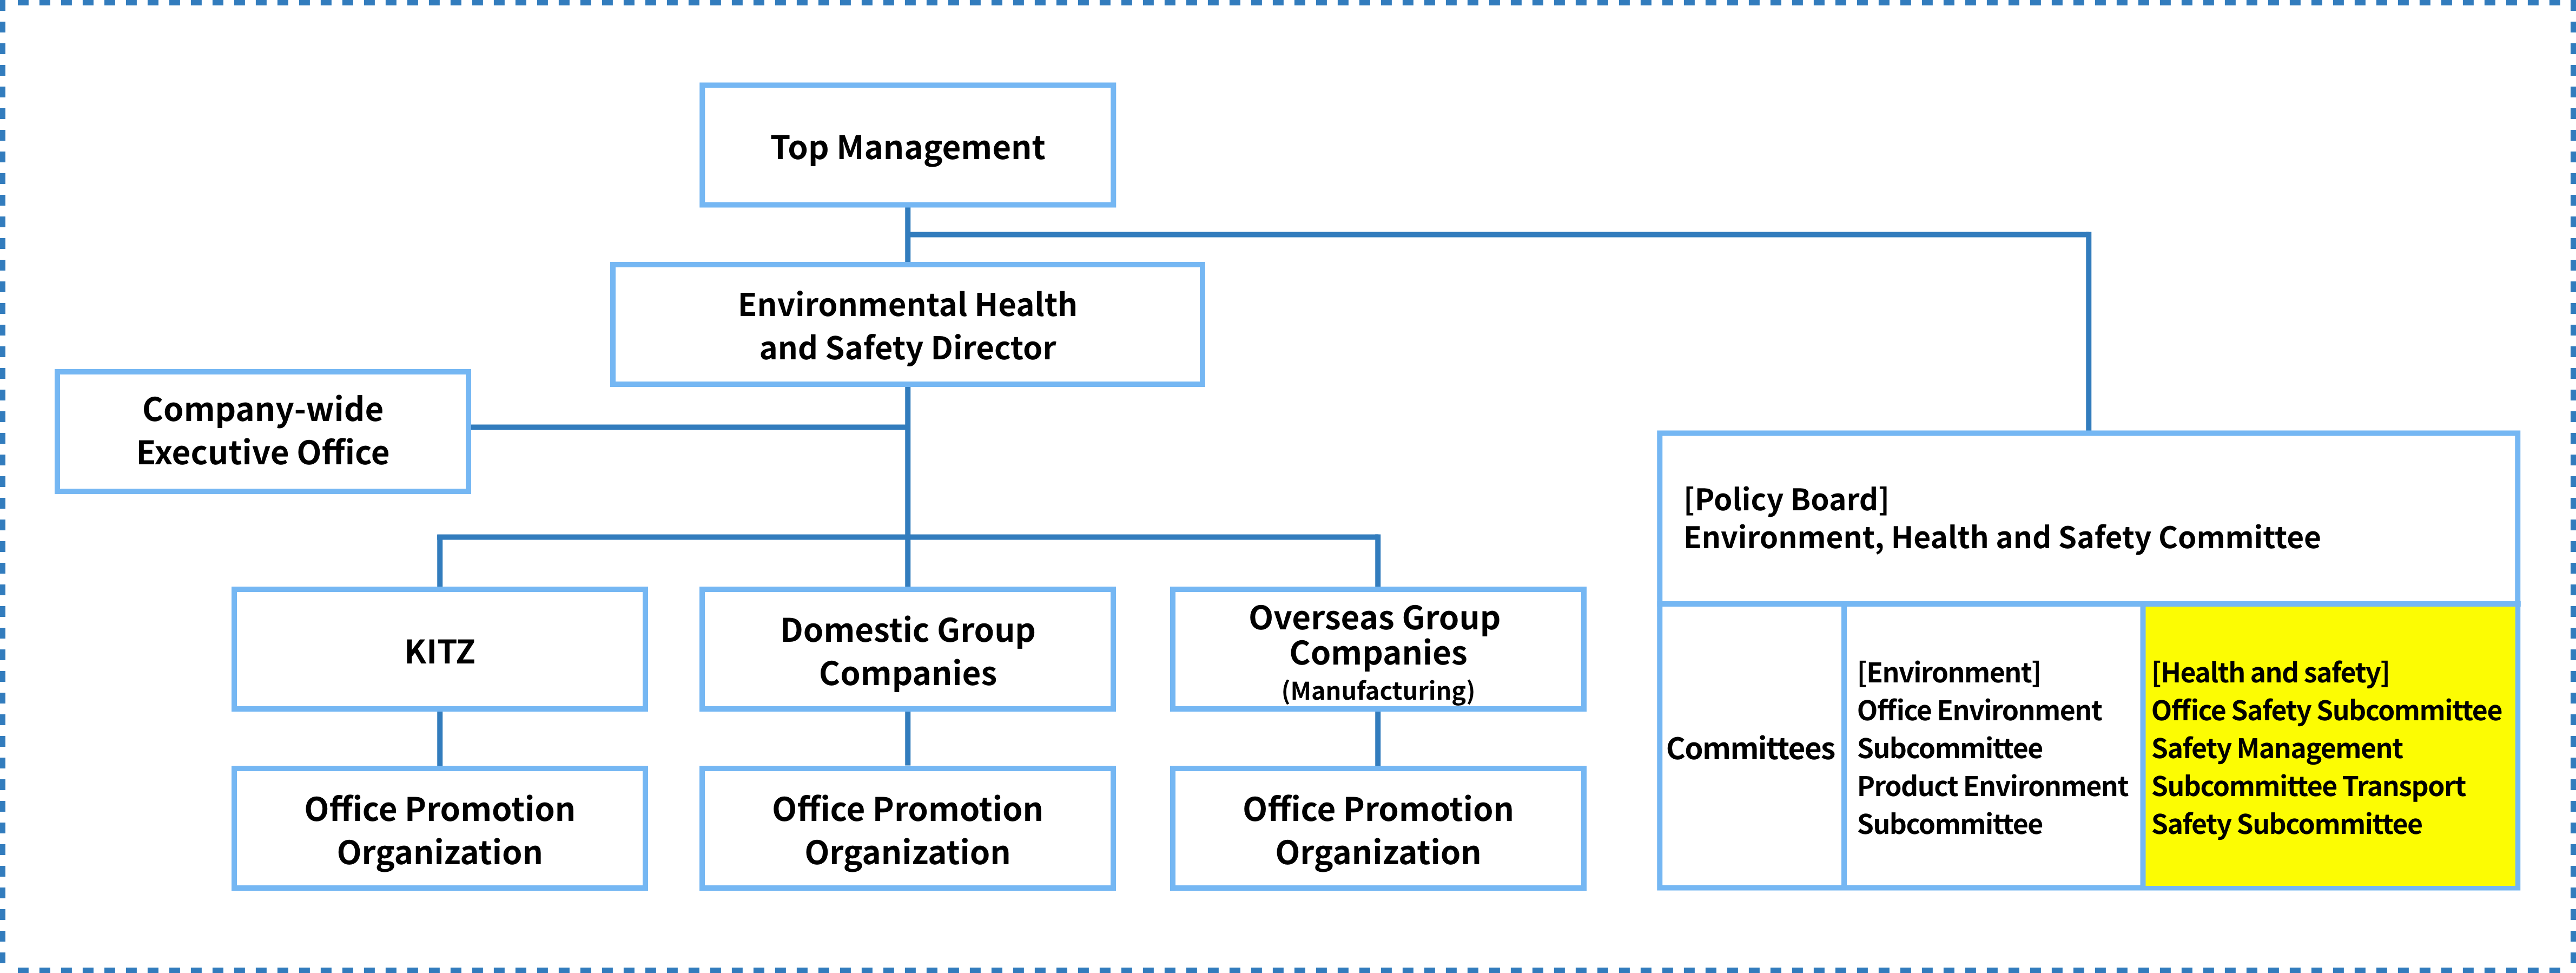 Top Management
Environmental Health
and Safety Director
Company-wide
Executive Office
KITZ
Domestic Group
Companies
Overseas Group
Companies
(Manufacturing)
Office Promotion
Organization
Office Promotion
Organization
Office Promotion
Organization
[Policy Board]
Environment, Health and Safety Committee
Committees
[Environment]
Office Environment
Subcommittee
Product Environment
Subcommittee
[Health and safety]
Office Safety Subcommittee
Safety Management
Subcommittee Transport
Safety Subcommittee